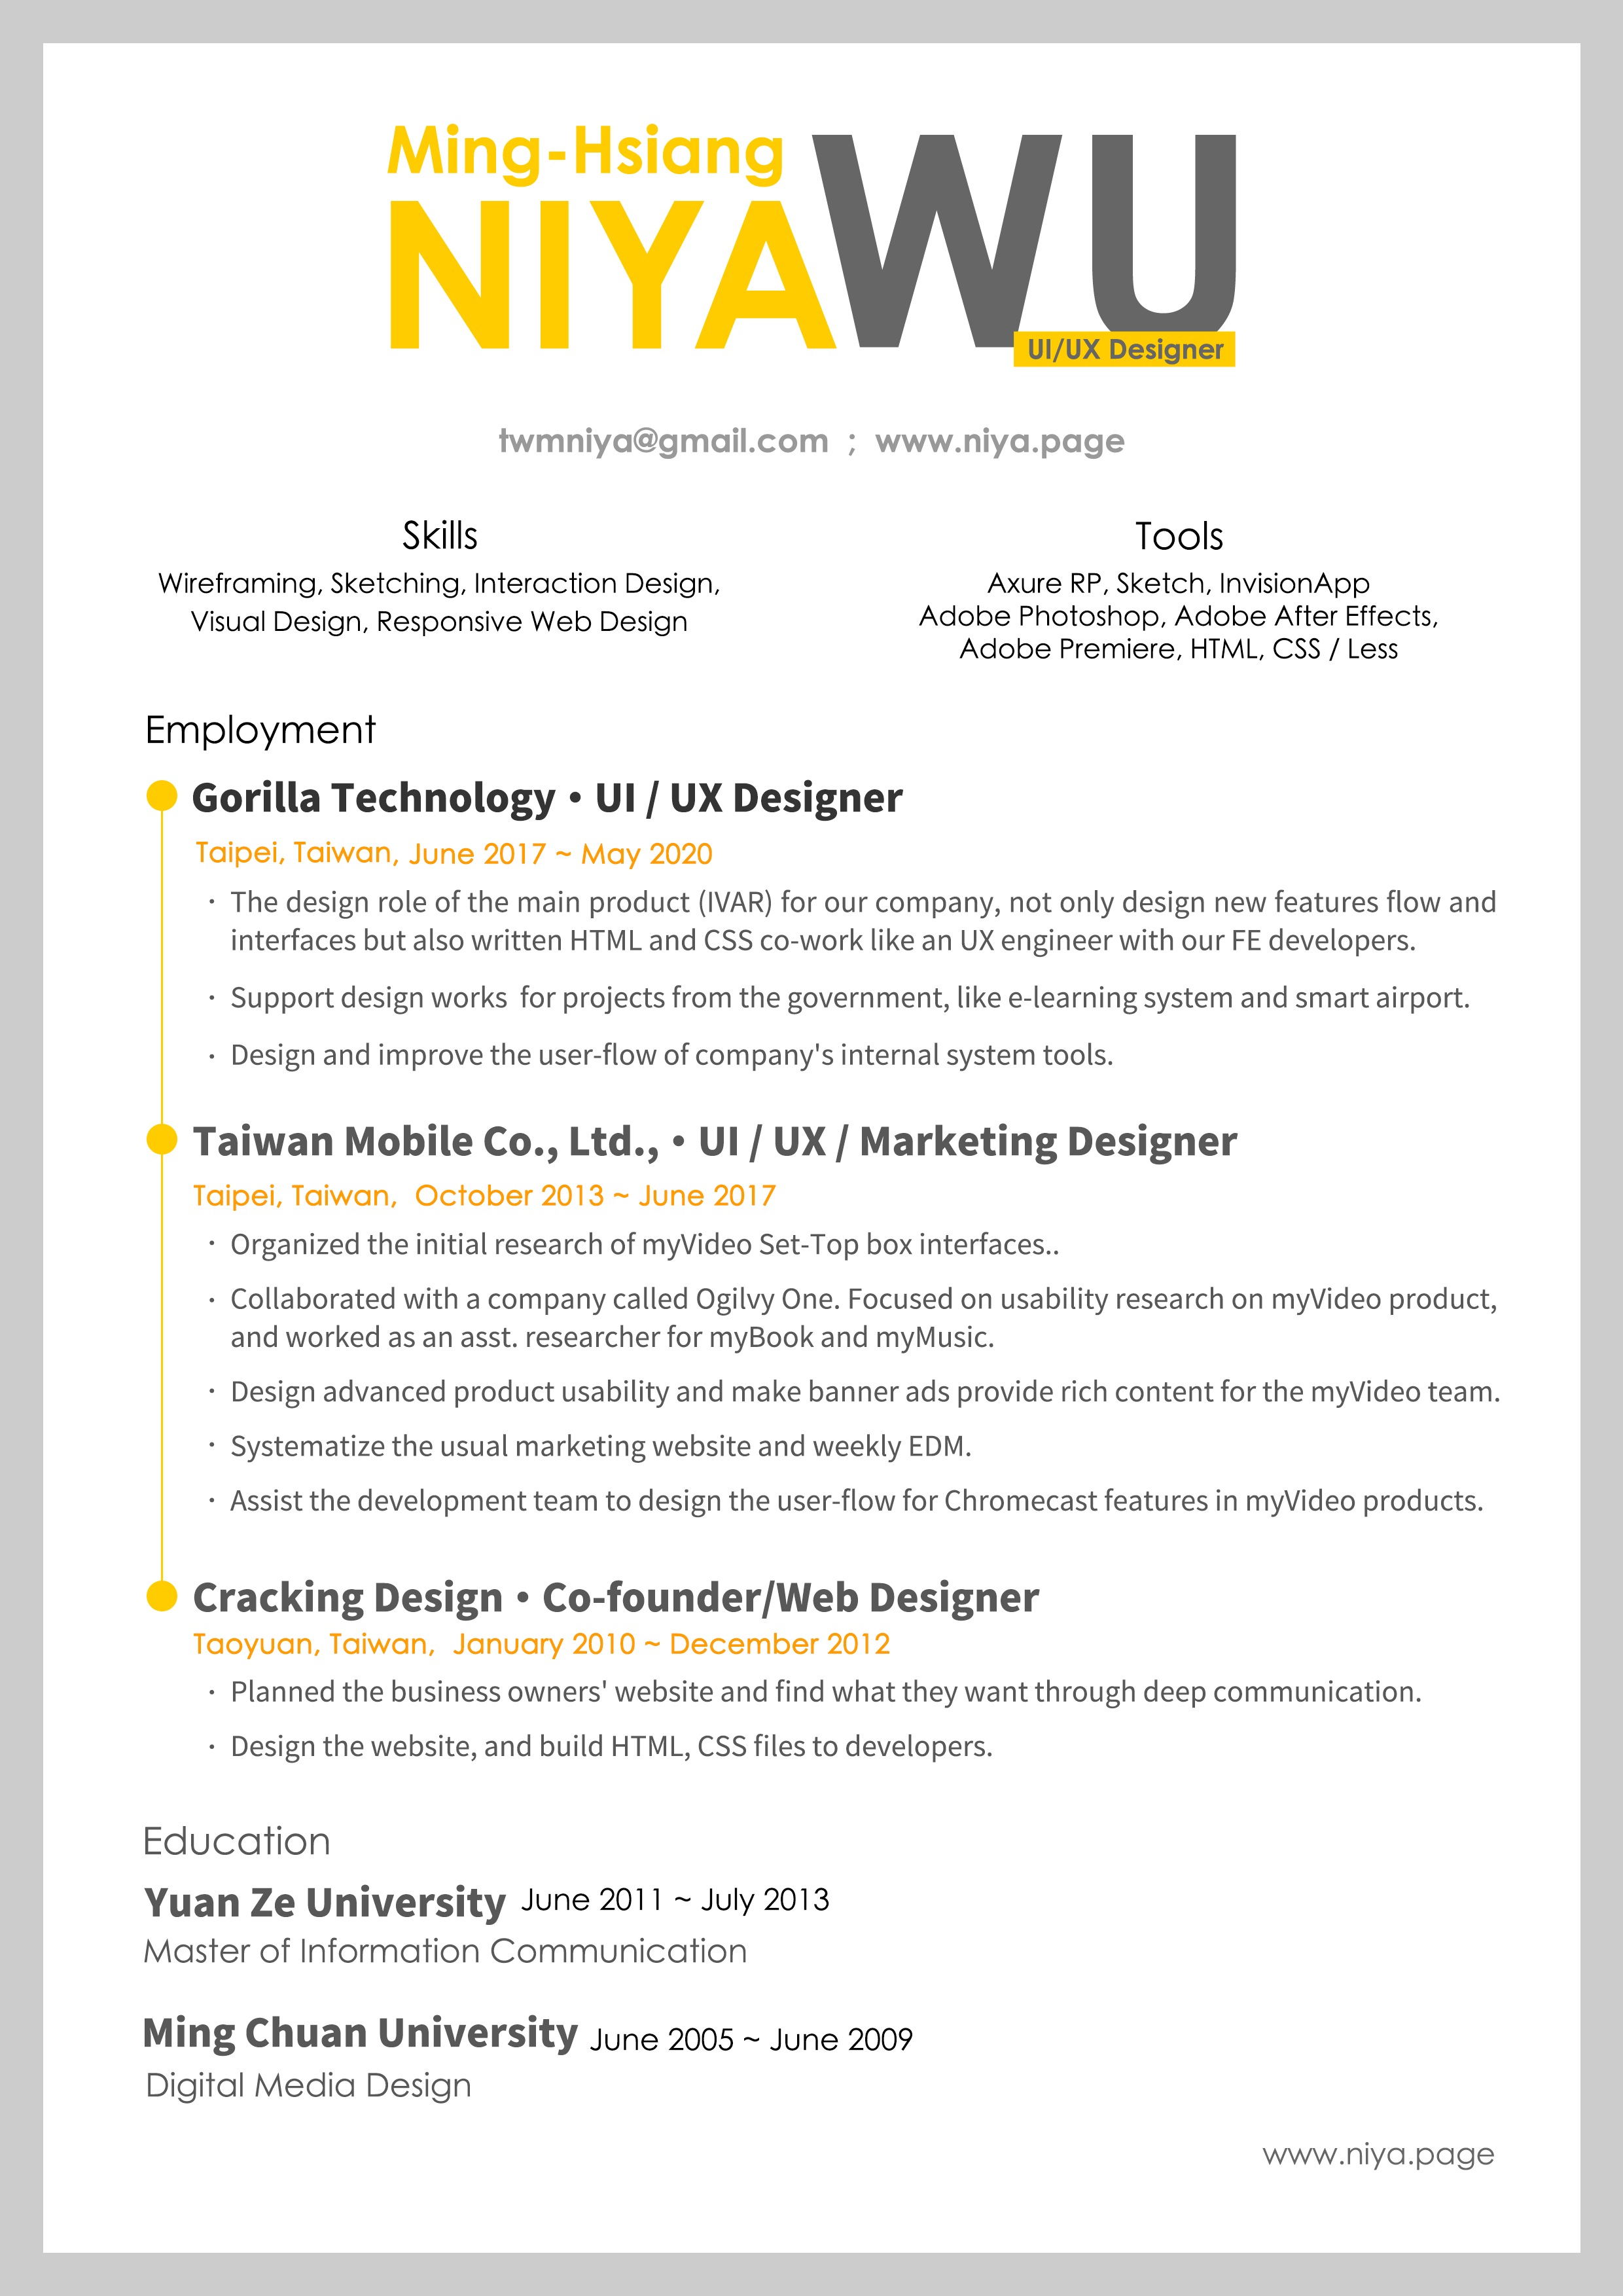 Ming-Hsiang
NIYA WU
UI/UX Designer
twmniya@gmail.com ; www.niya.page
Skills
Wireframing, Sketching, Interaction Design,
Visual Design, Responsive Web Design
Tools
Axure RP, Sketch, InvisionApp
Adobe Photoshop, Adobe After Effects,
Adobe Premiere, HTML, CSS / Less
Employment
Gorilla Technology • UI / UX Designer
Taipei, Taiwan, June 2017 ~ May 2020
· The design role of the main product (IVAR) for our company, not only design new features flow and
interfaces but also written HTML and CSS co-work like an UX engineer with our FE developers.
· Support design works  for projects from the government, like e-learning system and smart airport.
· Design and improve the user-flow of company's internal system tools.
Taiwan Mobile Co., Ltd., • UI / UX / Marketing Designer
Taipei, Taiwan,  October 2013 ~ June 2017
· Organized the initial research of myVideo Set-Top box interfaces..
· Collaborated with a company called Ogilvy One. Focused on usability research on myVideo product,
and worked as an asst. researcher for myBook and myMusic.
· Design advanced product usability and make banner ads provide rich content for the myVideo team.
· Systematize the usual marketing website and weekly EDM.
· Assist the development team to design the user-flow for Chromecast features in myVideo products.
Cracking Design • Co-founder/Web Designer
Taoyuan, Taiwan,  January 2010 ~ December 2012
· Planned the business owners' website and find what they want through deep communication.
· Design the website, and build HTML, CSS files to developers.
Education
Yuan Ze University June 2011 ~ July 2013
Master of Information Communication
Ming Chuan University June 2005 ~ June 2009
Digital Media Design
www.niya.page